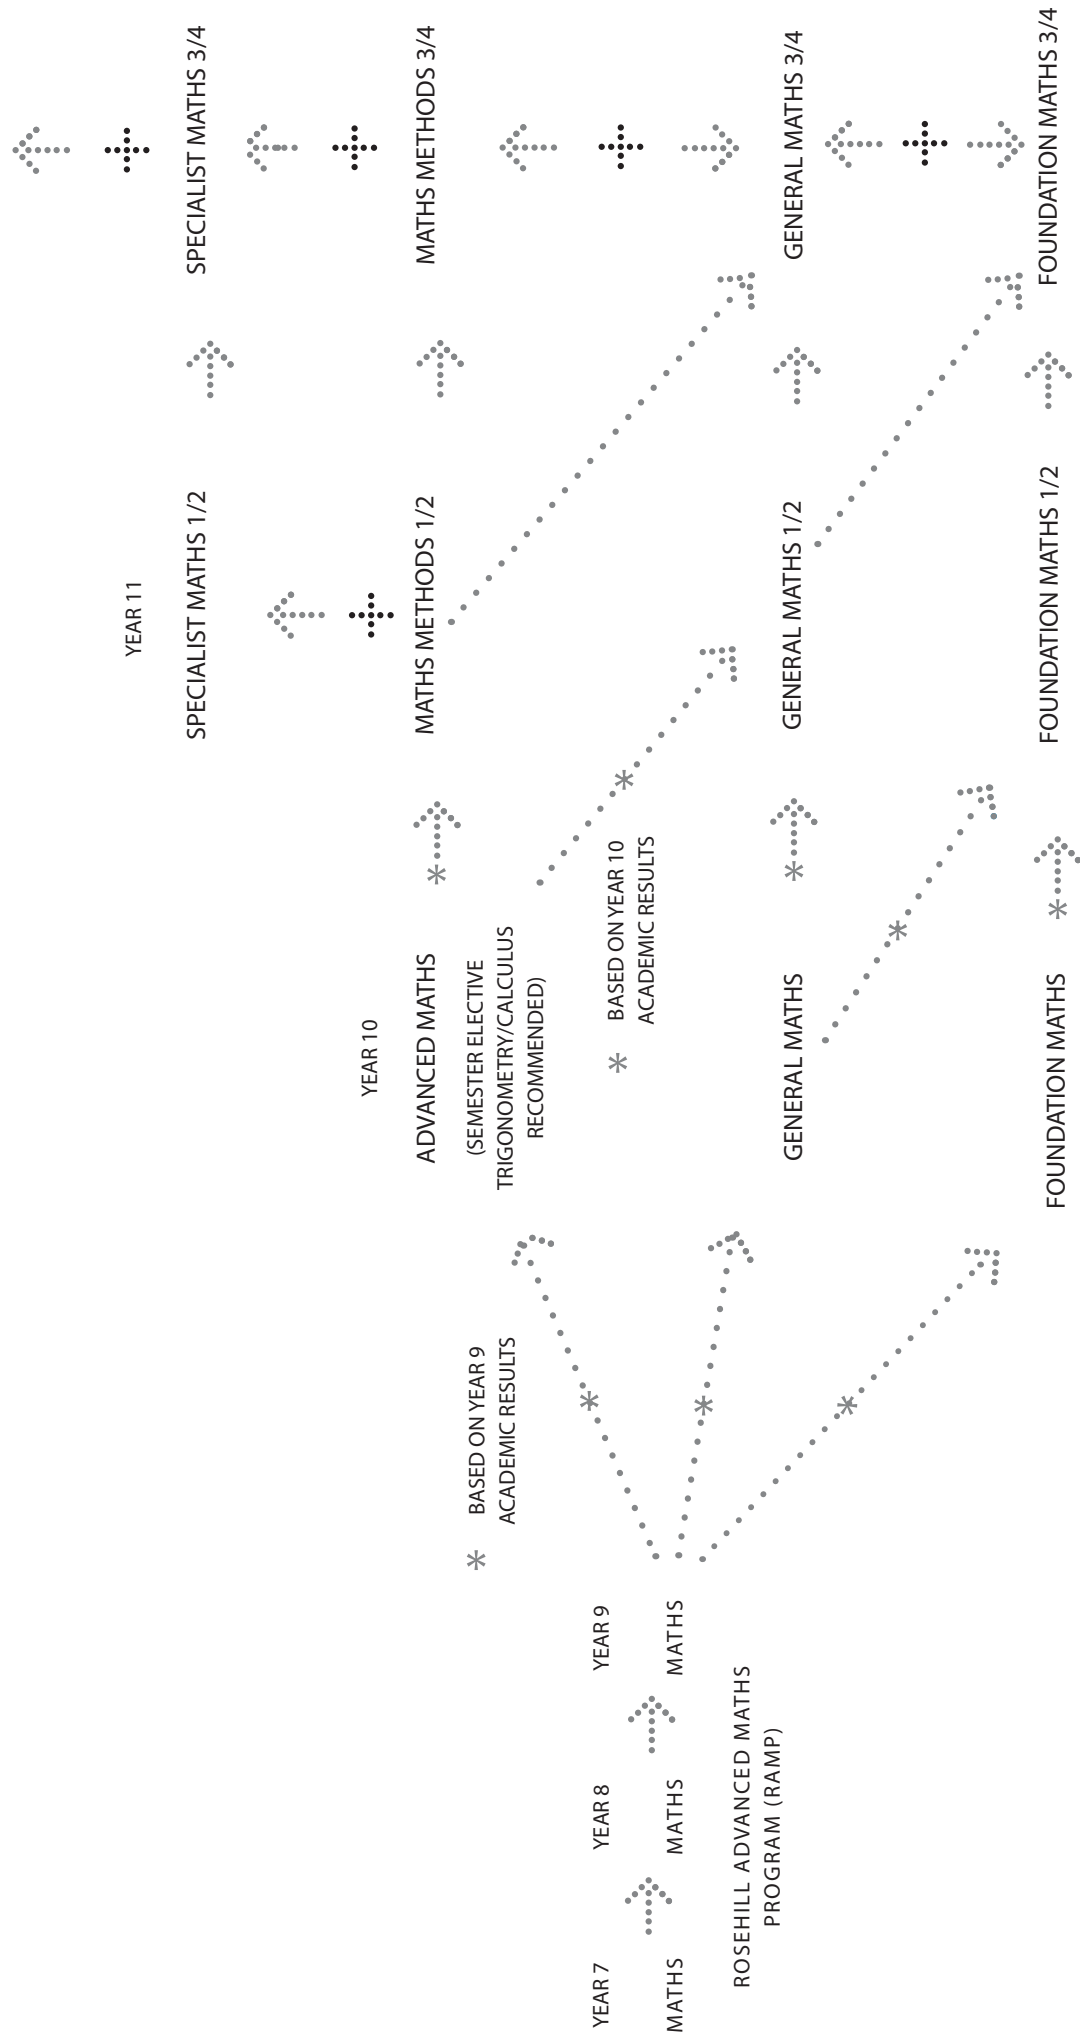 YEAR 7
MATHS
YEAR 8
MATHS
YEAR 9
MATHS
ROSEHILL ADVANCED MATHS
PROGRAM (RAMP)
* BASED ON YEAR 9
ACADEMIC RESULTS
YEAR 10
ADVANCED MATHS
(SEMESTER ELECTIVE
TRIGONOMETRY/CALCULUS
RECOMMENDED)
* BASED ON YEAR 10
ACADEMIC RESULTS
GENERAL MATHS
FOUNDATION MATHS
YEAR 11
SPECIALIST MATHS 1/2
MATHS METHODS 1/2
GENERAL MATHS 1/2
FOUNDATION MATHS 1/2
SPECIALIST MATHS 3/4
MATHS METHODS 3/4
GENERAL MATHS 3/4
FOUNDATION MATHS 3/4